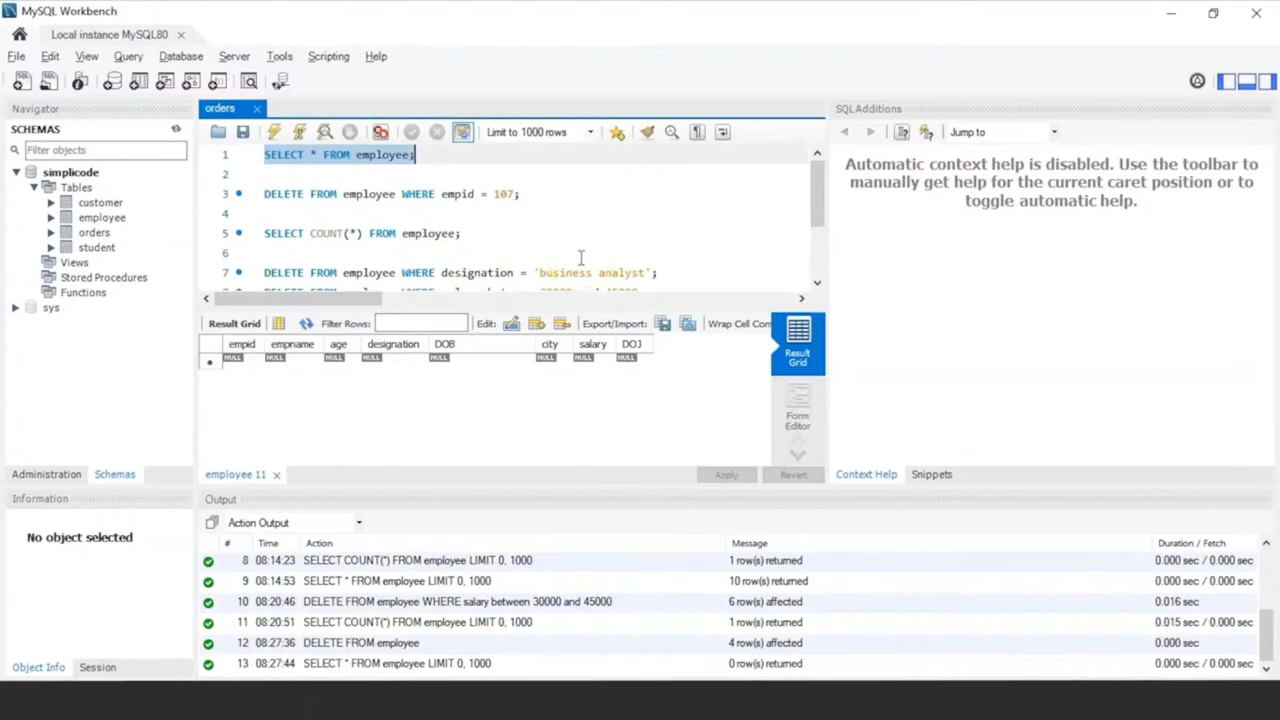 MySQL Workbench
Local instance MySQL80
File Edit View Query Database Server Tools Scripting Help
Navigator
SCHEMAS
Filter objects
simplicode
Tables
customer
employee
orders
student
Views
Stored Procedures
Functions
sys
Administration Schemas
Information
No object selected
Object Info Session
orders
Limit to 1000 rows
1 SELECT * FROM employee;
2
3 DELETE FROM employee WHERE empid = 107;
4
5 SELECT COUNT(*) FROM employee;
6
7 DELETE FROM employee WHERE designation = 'business analyst';
Result Grid Filter Rows: Edit: Export/Import: Wrap Cell Con
empid empname age designation DOB city salary DOJ
NULL NULL NULL NULL NULL NULL NULL NULL
Result Grid
Form Editor
employee 11 Apply Revert
SQLAdditions
Jump to
Automatic context help is disabled. Use the toolbar to
manually get help for the current caret position or to
toggle automatic help.
Context Help Snippets
Output
Action Output
# Time Action Message Duration / Fetch
8 08:14:23 SELECT COUNT(*) FROM employee LIMIT 0, 1000 1 row(s) returned 0.000 sec / 0.000 sec
9 08:14:53 SELECT * FROM employee LIMIT 0, 1000 10 row(s) returned 0.000 sec / 0.000 sec
10 08:20:46 DELETE FROM employee WHERE salary between 30000 and 45000 6 row(s) affected 0.016 sec
11 08:20:51 SELECT COUNT(*) FROM employee LIMIT 0, 1000 1 row(s) returned 0.015 sec / 0.000 sec
12 08:27:36 DELETE FROM employee 4 row(s) affected 0.000 sec
13 08:27:44 SELECT * FROM employee LIMIT 0, 1000 0 row(s) returned 0.000 sec / 0.000 sec